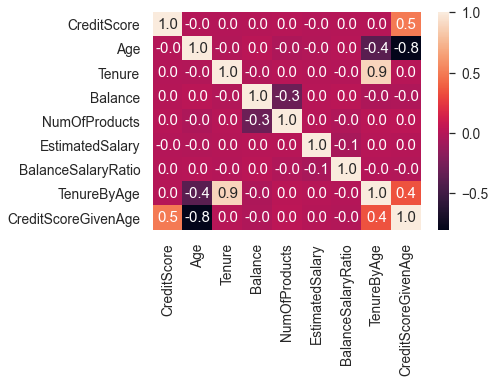 CreditScore 1.0 -0.0 0.0 0.0 0.0 -0.0 0.0 0.0 0.5
Age -0.0 1.0 -0.0 0.0 -0.0 -0.0 0.0 -0.4 -0.8
Tenure 0.0 -0.0 1.0 -0.0 0.0 0.0 0.0 0.9 0.0
Balance 0.0 0.0 -0.0 1.0 -0.3 0.0 0.0 -0.0 -0.0
NumOfProducts 0.0 -0.0 0.0 -0.3 1.0 0.0 -0.0 0.0 0.0
EstimatedSalary -0.0 -0.0 0.0 0.0 0.0 1.0 -0.1 0.0 0.0
BalanceSalaryRatio 0.0 0.0 0.0 0.0 -0.0 -0.1 1.0 -0.0 -0.0
TenureByAge 0.0 -0.4 0.9 -0.0 0.0 0.0 -0.0 1.0 0.4
CreditScoreGivenAge 0.5 -0.8 0.0 -0.0 0.0 0.0 -0.0 0.4 1.0
CreditScore
Age
Tenure
Balance
NumOfProducts
EstimatedSalary
BalanceSalaryRatio
TenureByAge
CreditScoreGivenAge
1.0
0.5
0.0
−0.5